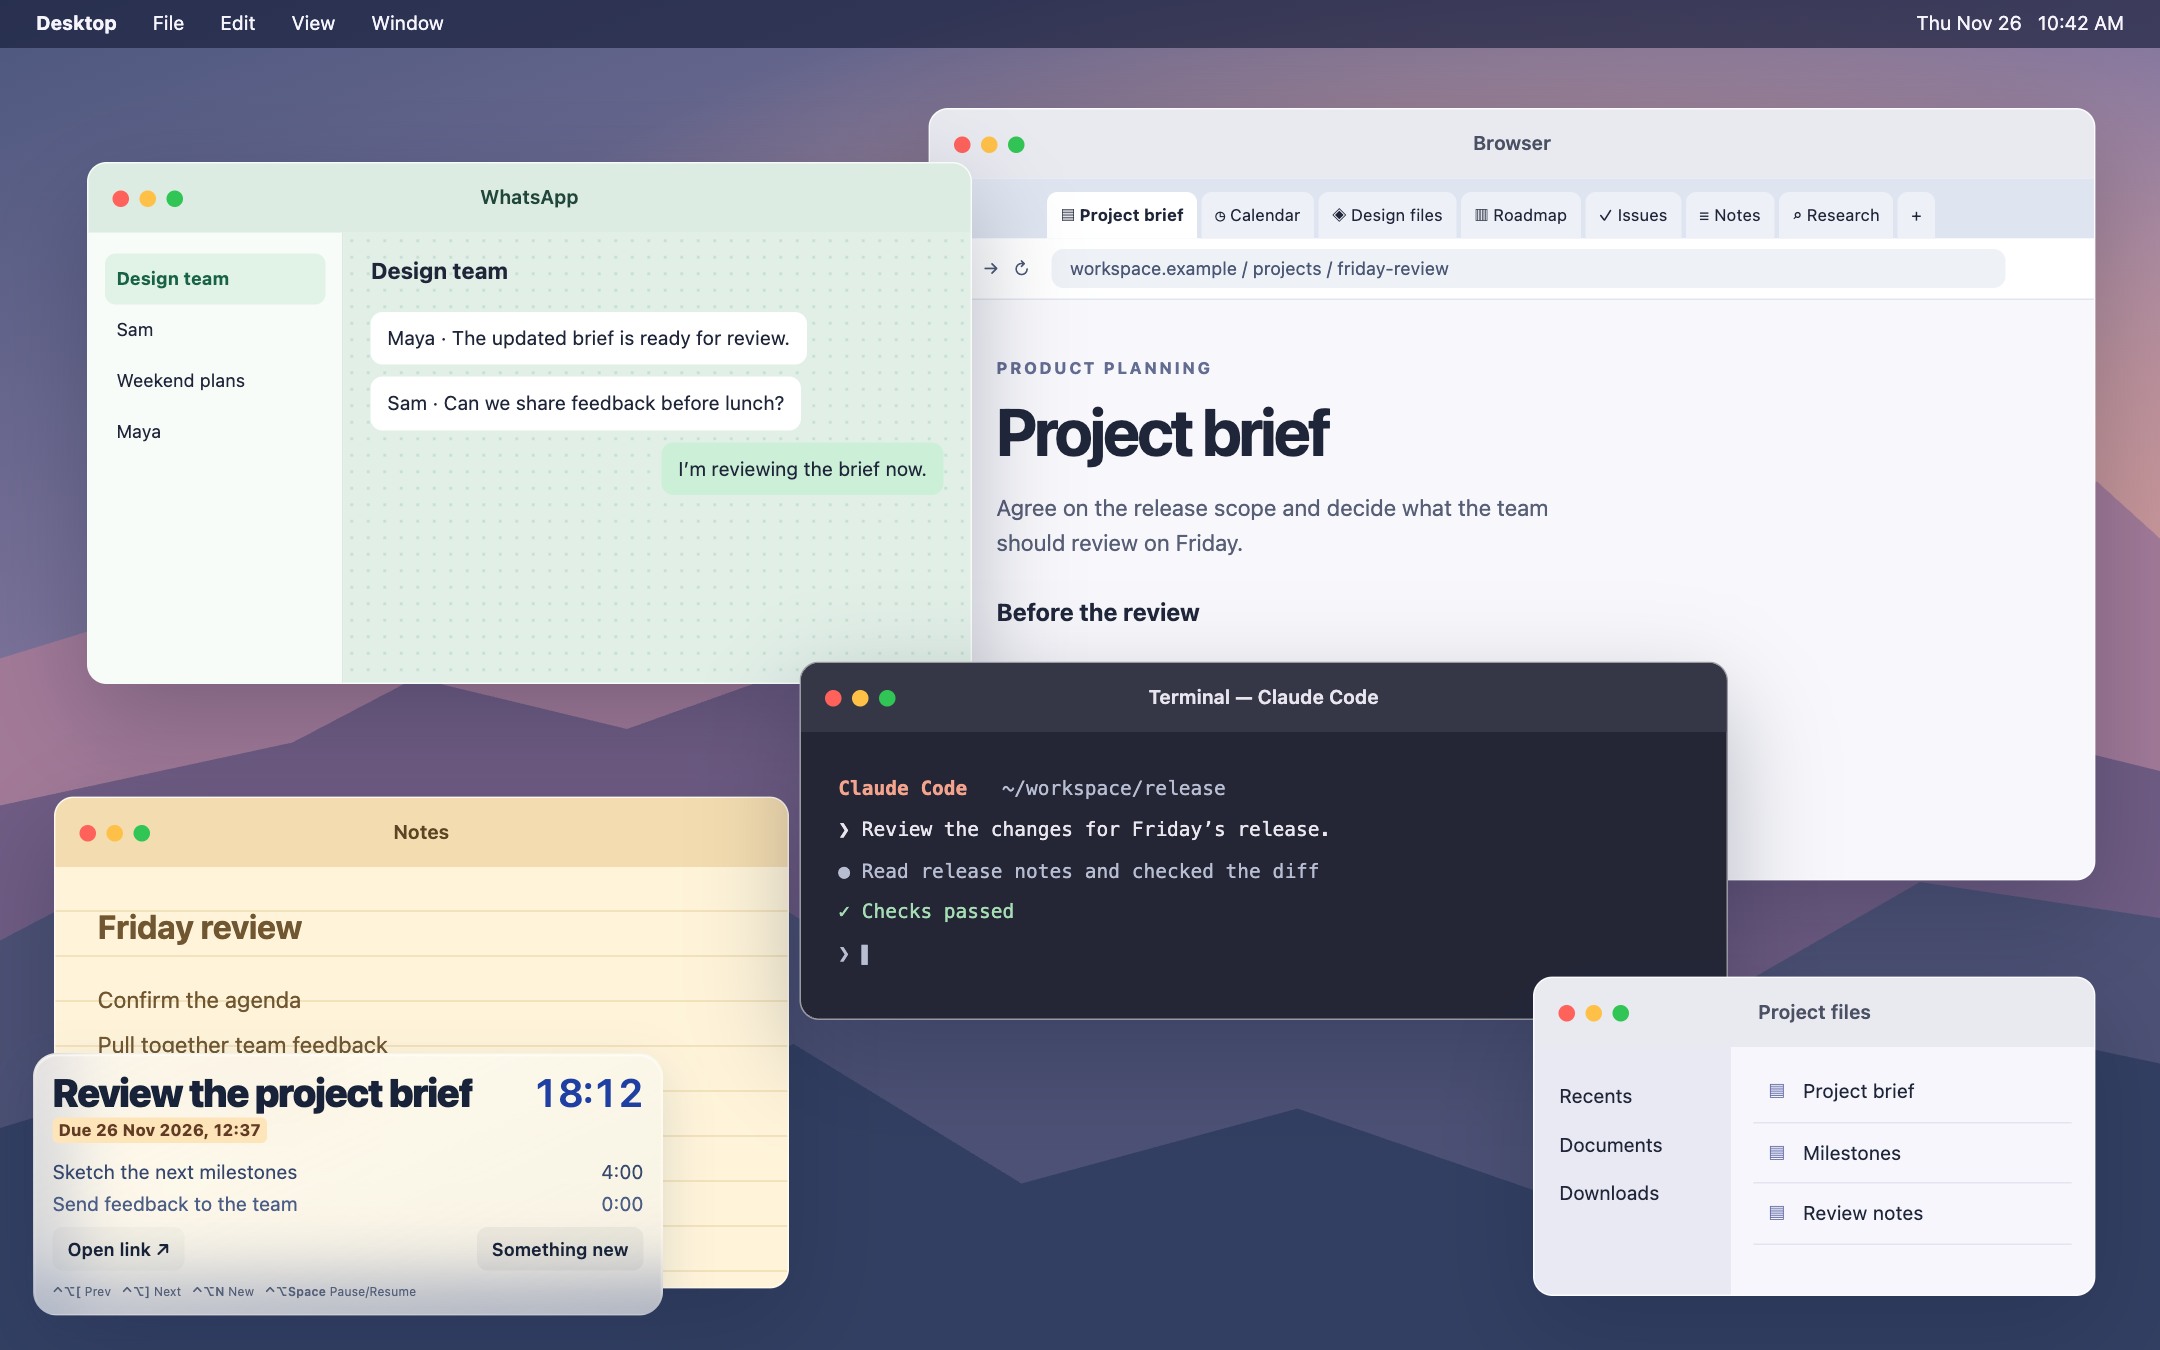 Desktop File Edit View Window
Thu Nov 26 10:42 AM
WhatsApp
Design team
Sam
Weekend plans
Maya
Design team
Maya · The updated brief is ready for review.
Sam · Can we share feedback before lunch?
I’m reviewing the brief now.
Browser
Project brief Calendar Design files Roadmap Issues Notes Research +
workspace.example / projects / friday-review
PRODUCT PLANNING
Project brief
Agree on the release scope and decide what the team
should review on Friday.
Before the review
Terminal — Claude Code
Claude Code ~/workspace/release
❯ Review the changes for Friday’s release.
● Read release notes and checked the diff
✓ Checks passed
❯
Notes
Friday review
Confirm the agenda
Pull together team feedback
Review the project brief 18:12
Due 26 Nov 2026, 12:37
Sketch the next milestones 4:00
Send feedback to the team 0:00
Open link ↗ Something new
^⌥[ Prev ^⌥] Next ^⌥N New ^⌥Space Pause/Resume
Project files
Recents
Documents
Downloads
Project brief
Milestones
Review notes